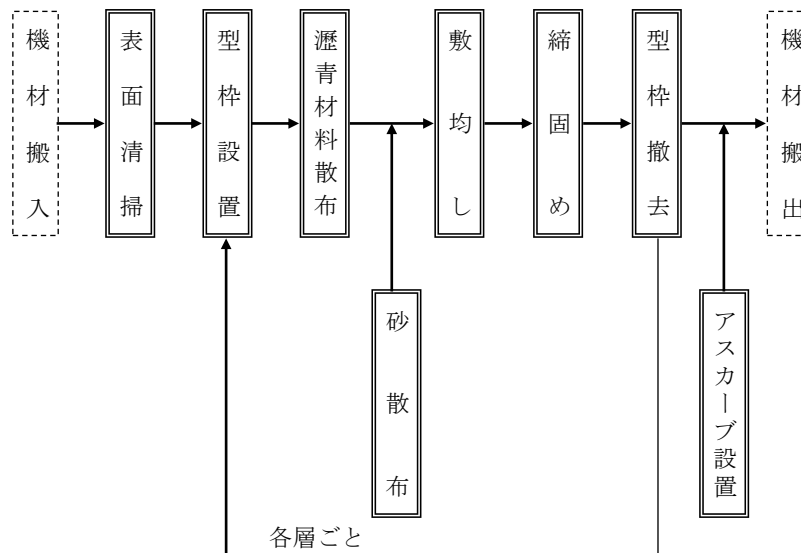 機材搬入
表面清掃
型枠設置
瀝青材料散布
敷均し
締固め
型枠撤去
機材搬出
砂散布
アスカーブ設置
各層ごと